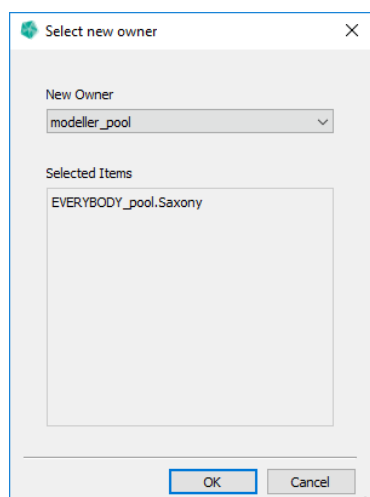 Select new owner
New Owner
modeller_pool
Selected Items
EVERYBODY_pool.Saxony
OK
Cancel